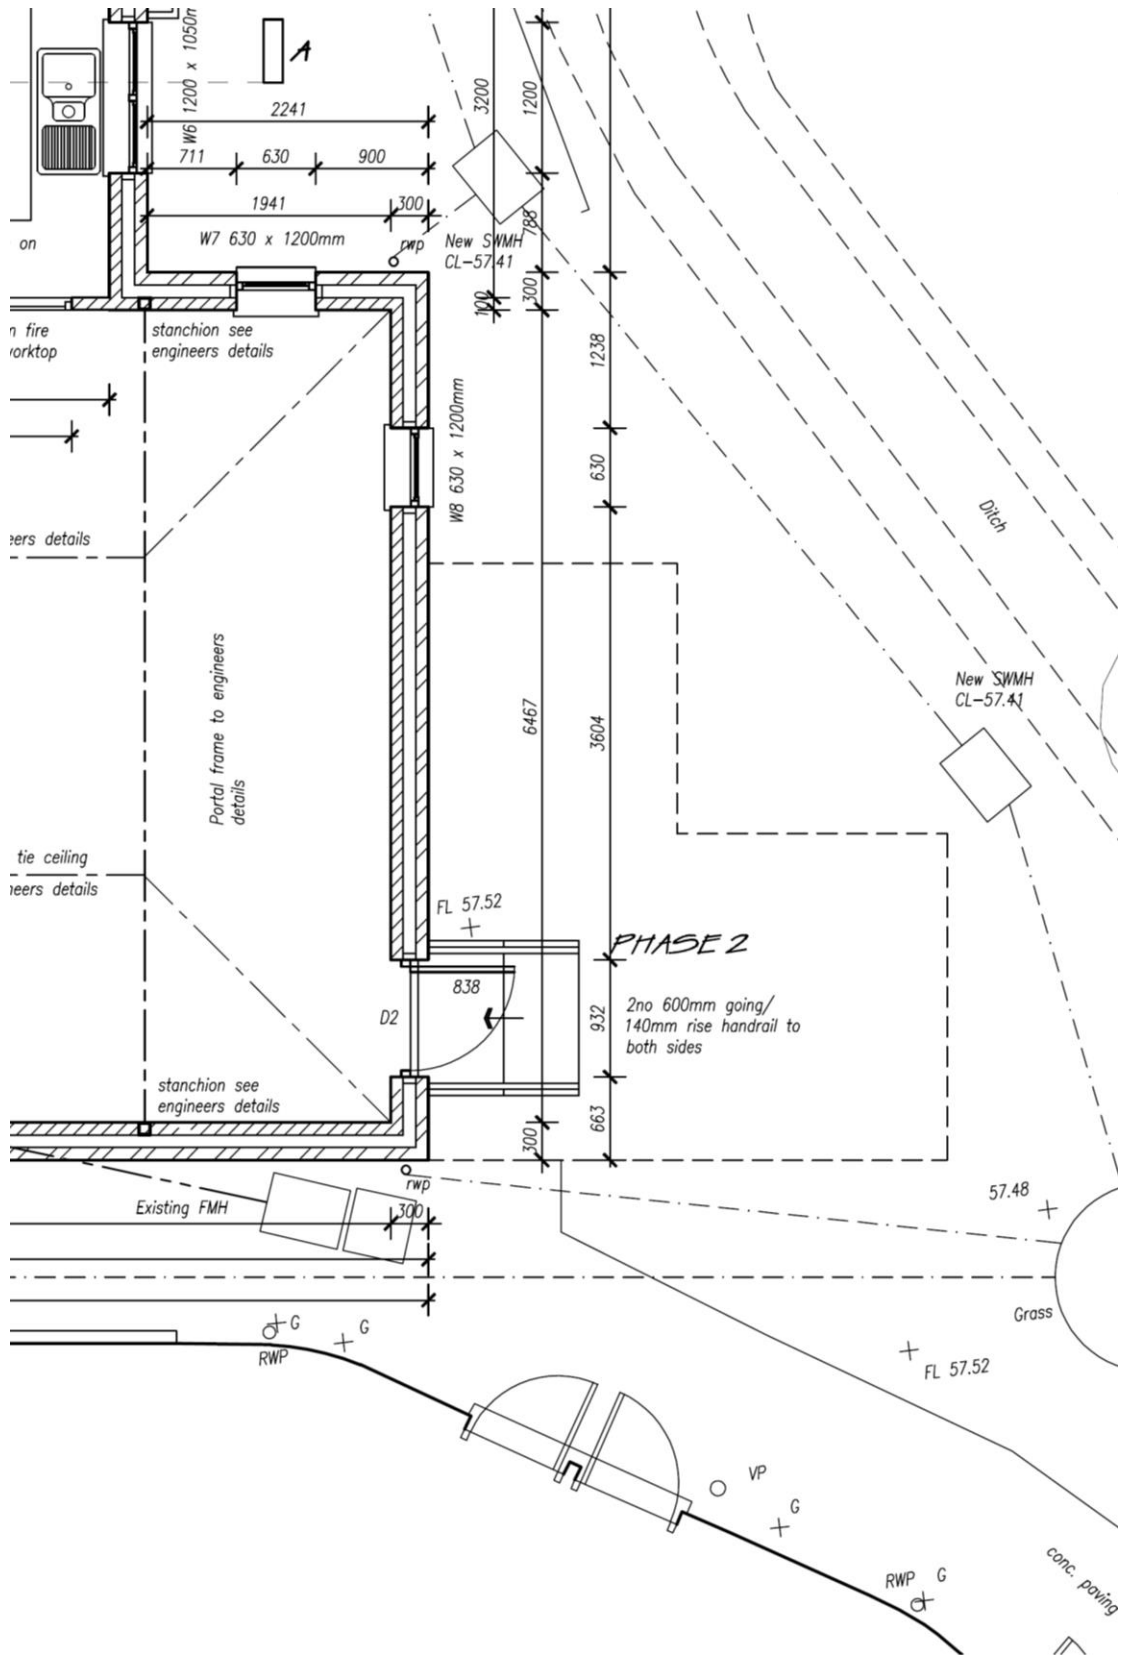 W6 1200 x 1050m
A
3200
1200
2241
711
630
900
1941
300
788
on
W7 630 x 1200mm
rwp
New SWMH
CL-57.41
100
300
n fire
worktop
stanchion see
engineers details
1238
W8 630 x 1200mm
630
Ditch
eers details
Portal frame to engineers
details
New SWMH
CL-57.41
6467
3604
tie ceiling
neers details
FL 57.52
PHASE 2
838
D2
932
2no 600mm going/
140mm rise handrail to
both sides
stanchion see
engineers details
663
300
rwp
57.48
Existing FMH
300
Grass
G
G
RWP
FL 57.52
VP
G
RWP
G
conc. paving